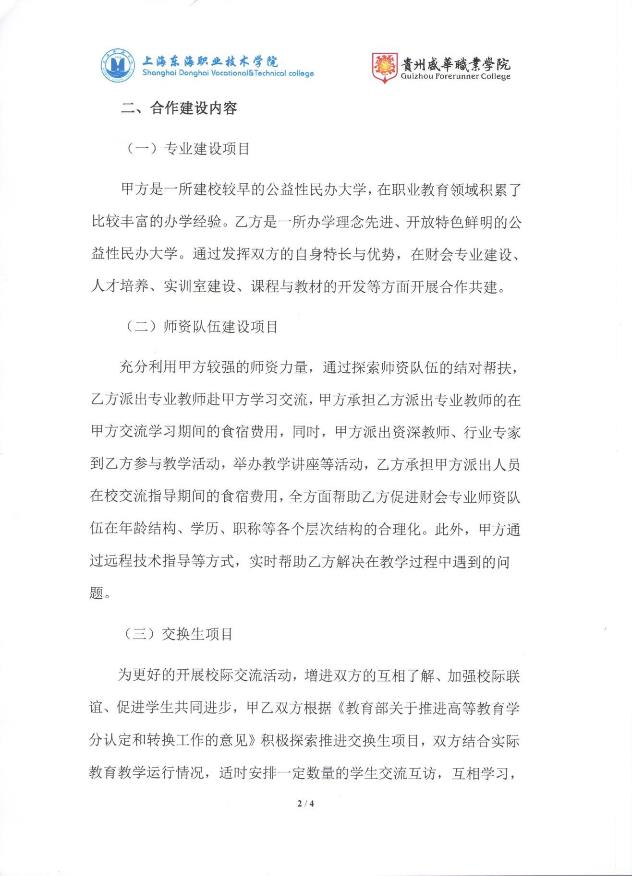 上海东海职业技术学院
Shanghai Donghai Vocational&Technical college
貴州盛華職業学院
Guizhou Forerunner College
二、合作建设内容
（一）专业建设项目
甲方是一所建校较早的公益性民办大学，在职业教育领域积累了
比较丰富的办学经验。乙方是一所办学理念先进、开放特色鲜明的公
益性民办大学。通过发挥双方的自身特长与优势，在财会专业建设、
人才培养、实训室建设、课程与教材的开发等方面开展合作共建。
（二）师资队伍建设项目
充分利用甲方较强的师资力量，通过探索师资队伍的结对帮扶，
乙方派出专业教师赴甲方学习交流，甲方承担乙方派出专业教师的在
甲方交流学习期间的食宿费用，同时，甲方派出资深教师、行业专家
到乙方参与教学活动，举办教学讲座等活动，乙方承担甲方派出人员
在校交流指导期间的食宿费用，全方面帮助乙方促进财会专业师资队
伍在年龄结构、学历、职称等各个层次结构的合理化。此外，甲方通
过远程技术指导等方式，实时帮助乙方解决在教学过程中遇到的问
题。
（三）交换生项目
为更好的开展校际交流活动，增进双方的互相了解、加强校际联
谊、促进学生共同进步，甲乙双方根据《教育部关于推进高等教育学
分认定和转换工作的意见》积极探索推进交换生项目，双方结合实际
教育教学运行情况，适时安排一定数量的学生交流互访，互相学习，
2 / 4